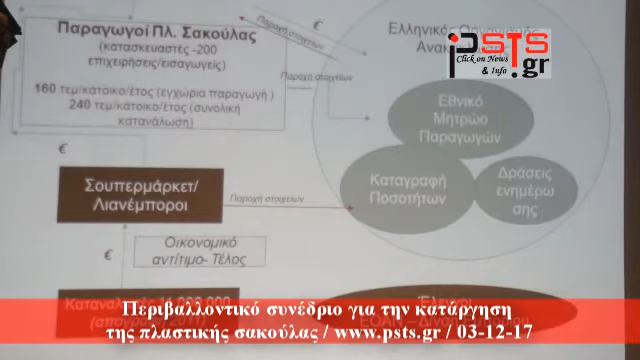 Παραγωγοί Πλ. Σακούλας
(κατασκευαστές -200
επιχειρήσεις/εισαγωγείς)
160 τεμ/κάτοικο/έτος (εγχώρια παραγωγή )
240 τεμ/κάτοικο/έτος (συνολική
κατανάλωση)
Παροχή στοιχείων
€
Παροχή στοιχείων
Ελληνικός Οργανισμός
PSTS
.gr
Click on News
& Info.
Εθνικό
Μητρώο
Παραγωγών
Καταγραφή
Ποσοτήτων
Δράσεις
ενημέρω
σης
€
Σουπερμάρκετ/
Λιανέμποροι
Παροχή στοιχείων
€
Οικονομικό
αντίτιμο- Τέλος
Περιβαλλοντικό συνέδριο για την κατάργηση
της πλαστικής σακούλας / www.psts.gr / 03-12-17